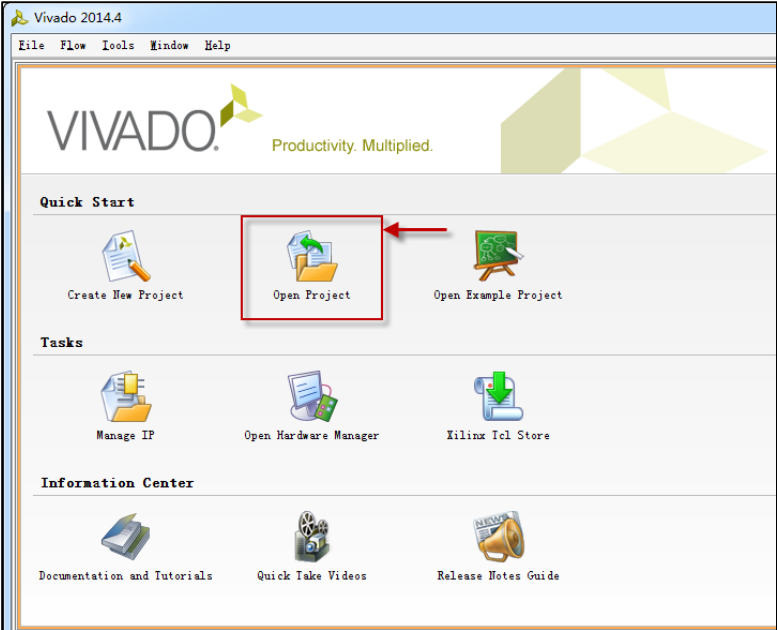 Vivado 2014.4
File Flow Tools Window Help
VIVADO.
Productivity. Multiplied.
Quick Start
Create New Project Open Project Open Example Project
Tasks
Manage IP Open Hardware Manager Xilinx Tcl Store
Information Center
NEWS
Documentation and Tutorials Quick Take Videos Release Notes Guide